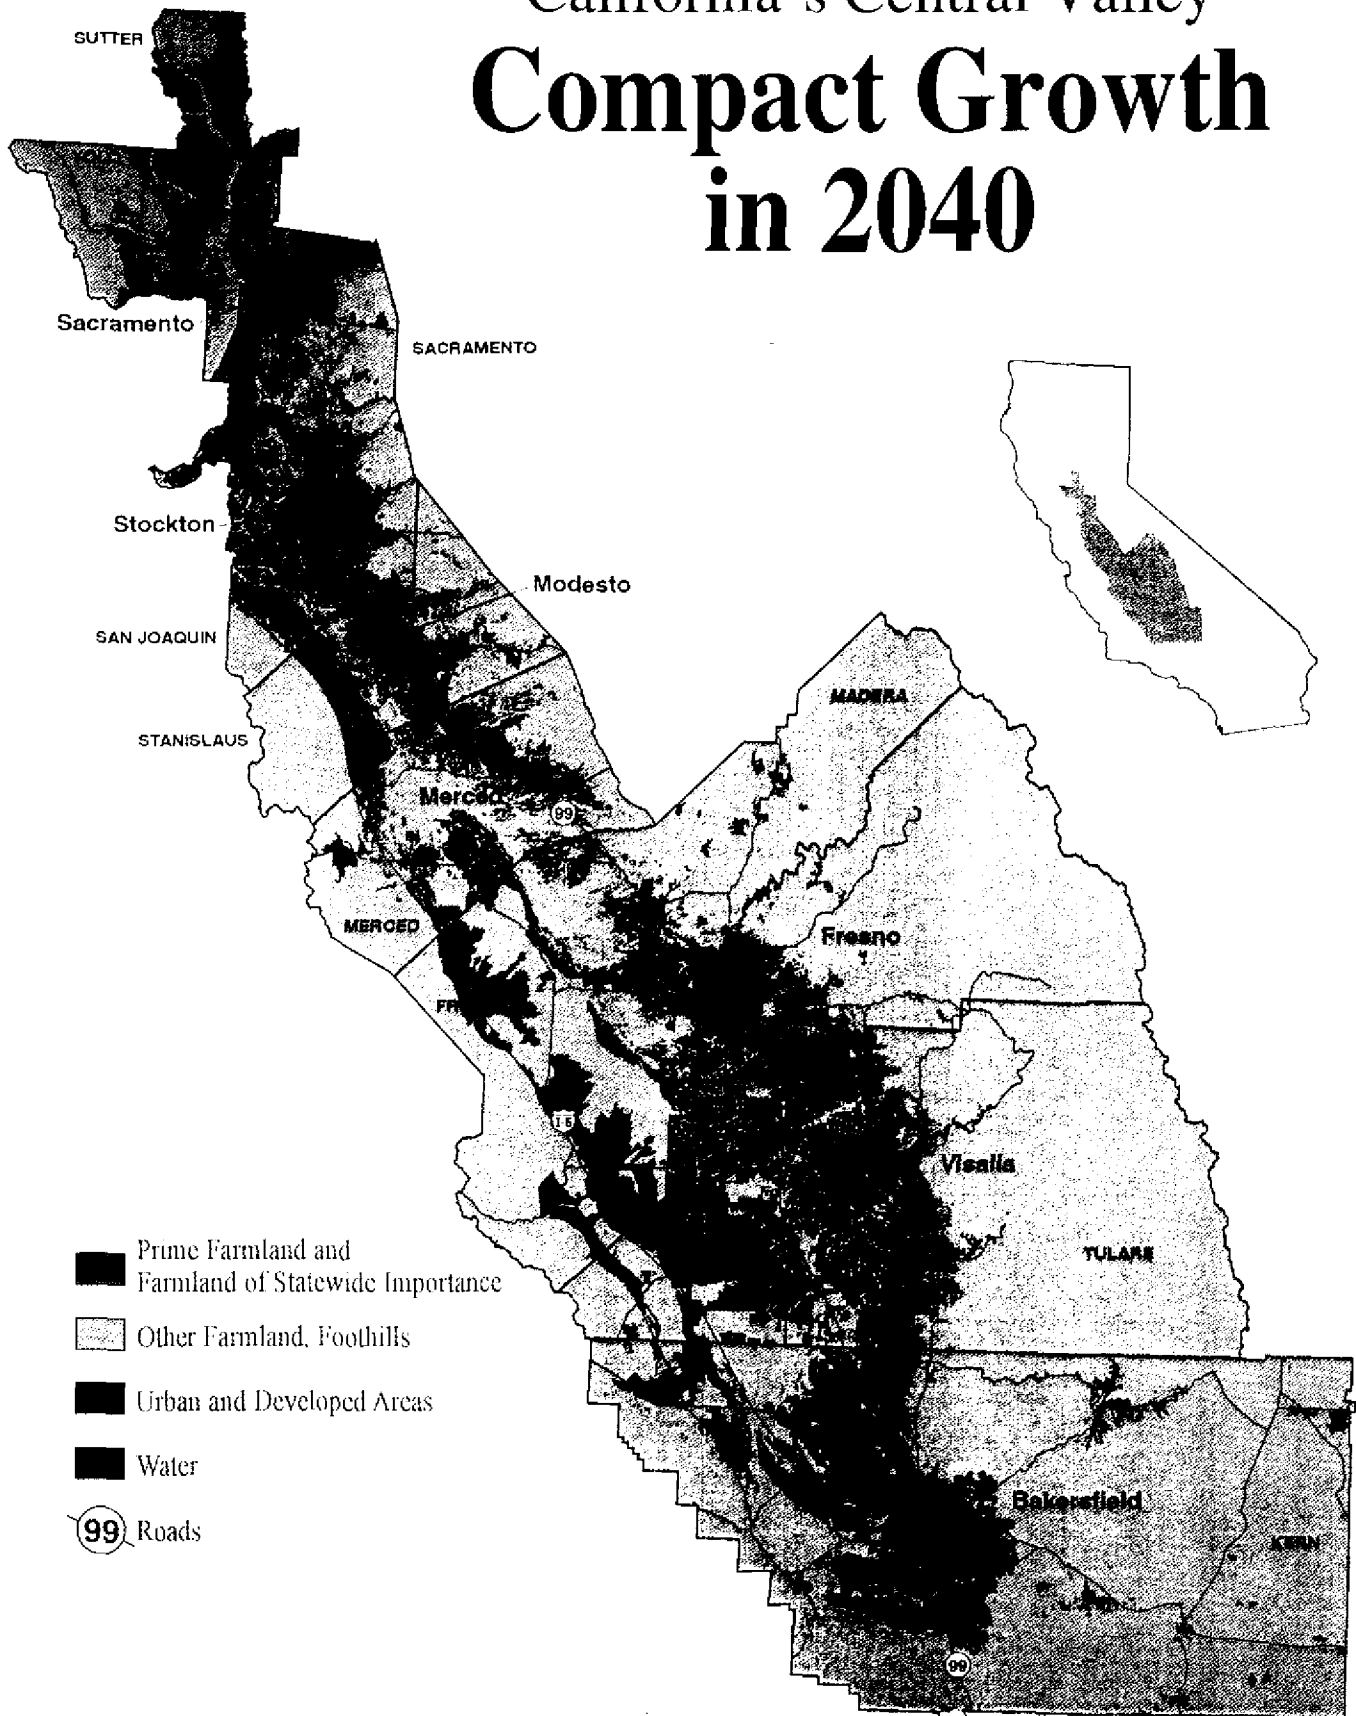 California's Central Valley
Compact Growth
in 2040
SUTTER
Sacramento
SACRAMENTO
Stockton
Modesto
SAN JOAQUIN
MADERA
STANISLAUS
Merced
99
MERCED
Fresno
Visalia
TULARE
Prime Farmland and
Farmland of Statewide Importance
Other Farmland, Foothills
Urban and Developed Areas
Water
99 Roads
Bakersfield
KERN
99